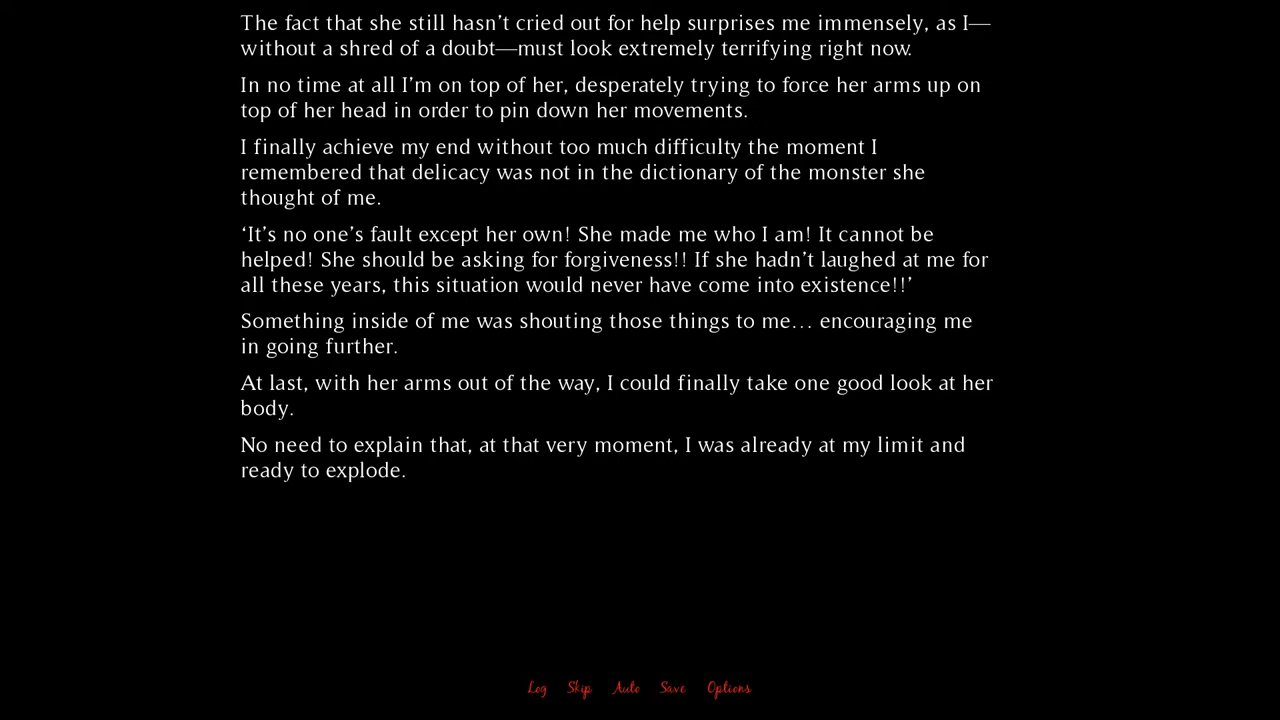 The fact that she still hasn't cried out for help surprises me immensely, as I—
without a shred of a doubt—must look extremely terrifying right now.
In no time at all I'm on top of her, desperately trying to force her arms up on
top of her head in order to pin down her movements.
I finally achieve my end without too much difficulty the moment I
remembered that delicacy was not in the dictionary of the monster she
thought of me.
‘It's no one's fault except her own! She made me who I am! It cannot be
helped! She should be asking for forgiveness!! If she hadn't laughed at me for
all these years, this situation would never have come into existence!!’
Something inside of me was shouting those things to me... encouraging me
in going further.
At last, with her arms out of the way, I could finally take one good look at her
body.
No need to explain that, at that very moment, I was already at my limit and
ready to explode.
Log Skip Auto Save Options